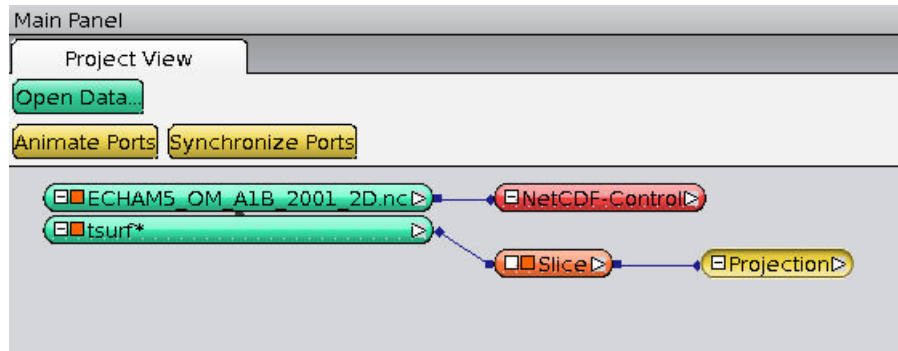 Main Panel
Project View
Open Data...
Animate Ports Synchronize Ports
ECHAM5_OM_A1B_2001_2D.nc NetCDF-Control
tsurf*
Slice Projection